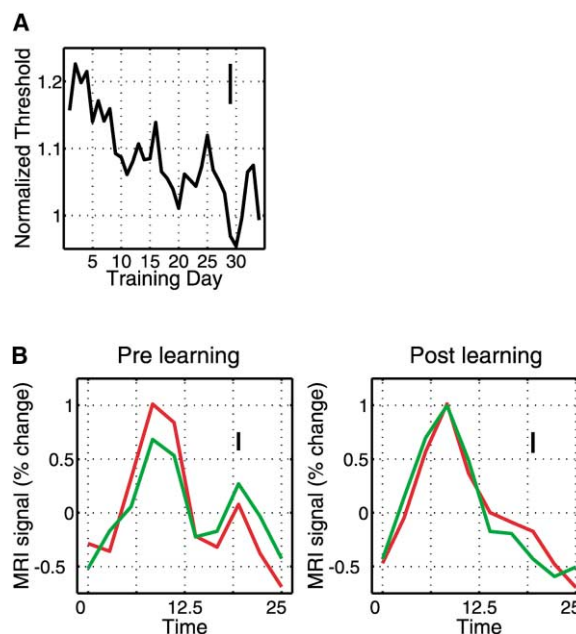 A
Normalized Threshold
1.2
1.1
1
5 10 15 20 25 30
Training Day
B
Pre learning
MRI signal (% change)
1
0.5
0
-0.5
0 12.5 25
Time
Post learning
MRI signal (% change)
1
0.5
0
-0.5
0 12.5 25
Time